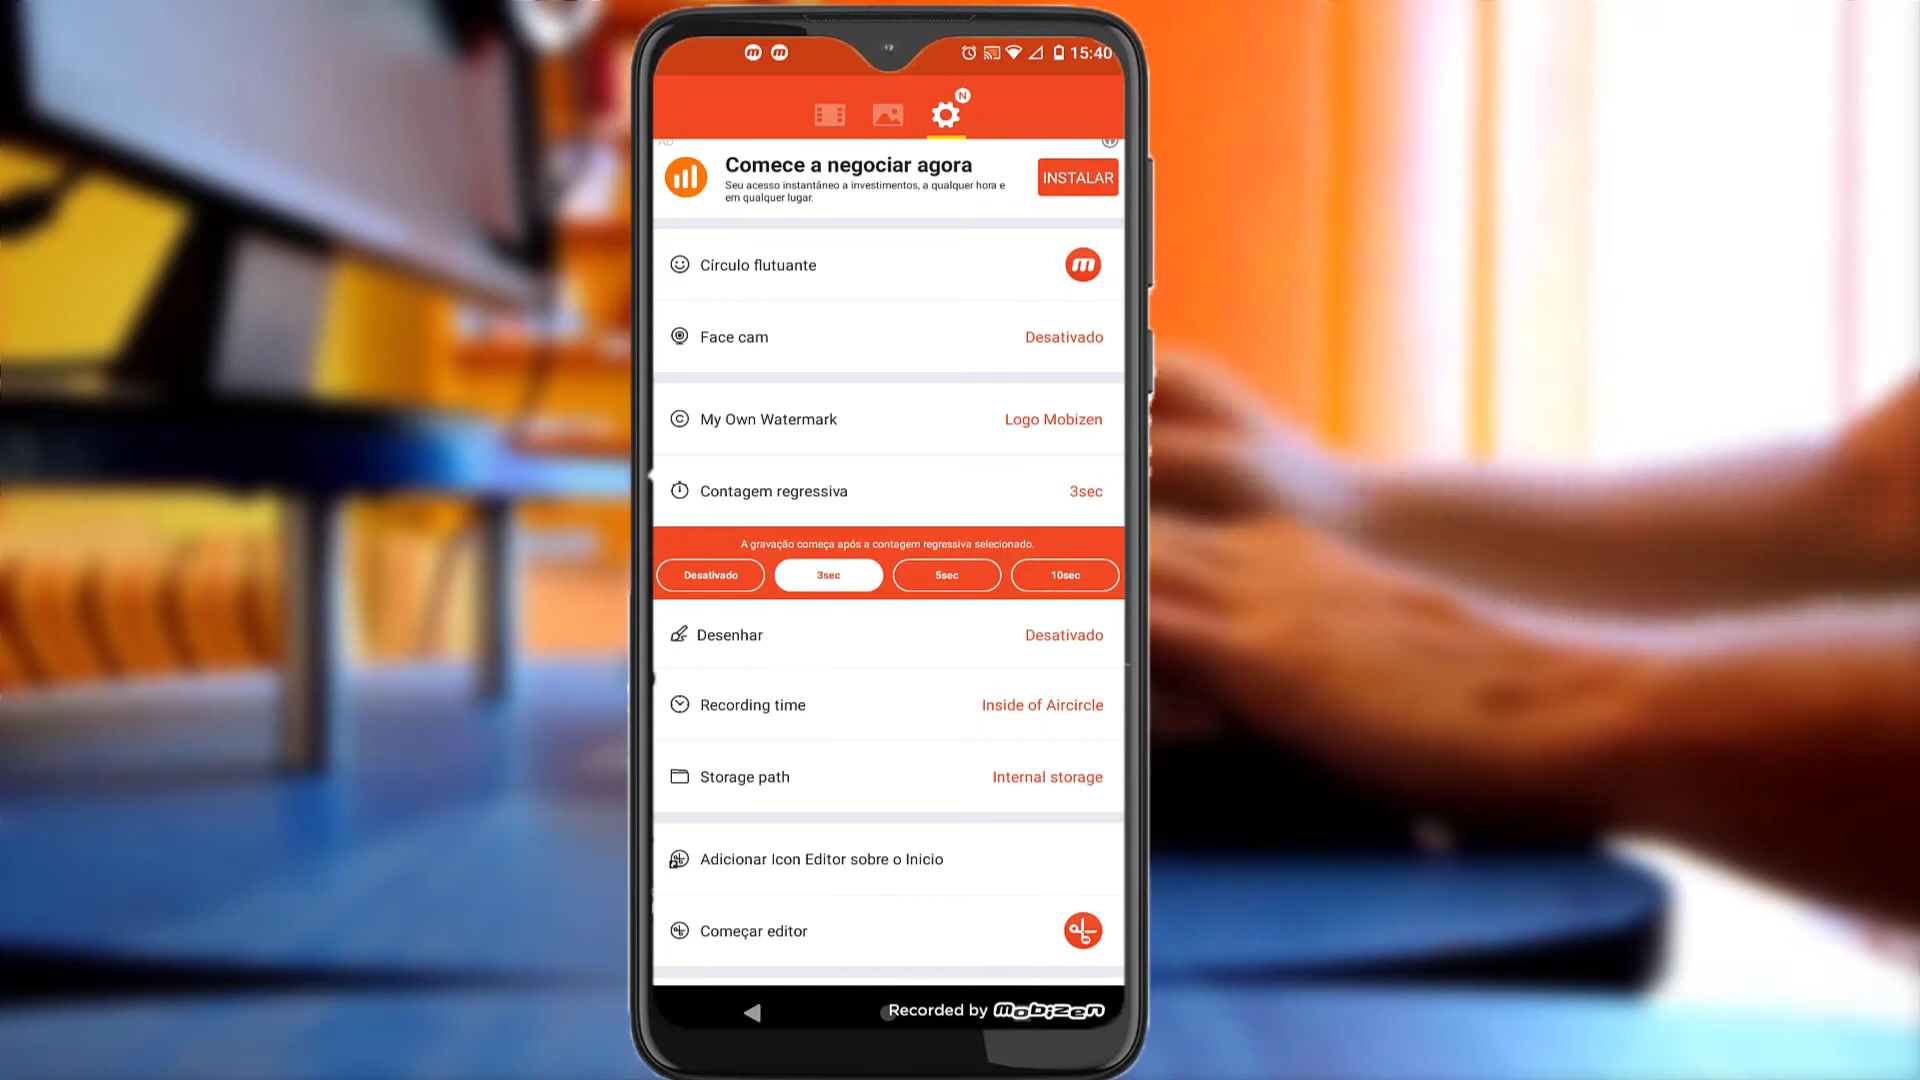 15:40
N
AD
Comece a negociar agora
Seu acesso instantâneo a investimentos, a qualquer hora e
em qualquer lugar.
INSTALAR
Círculo flutuante
m
Face cam
Desativado
My Own Watermark
Logo Mobizen
Contagem regressiva
3sec
A gravação começa após a contagem regressiva selecionado.
Desativado
3sec
5sec
10sec
Desenhar
Desativado
Recording time
Inside of Aircircle
Storage path
Internal storage
Adicionar Icon Editor sobre o Inicio
Começar editor
Recorded by mobizen